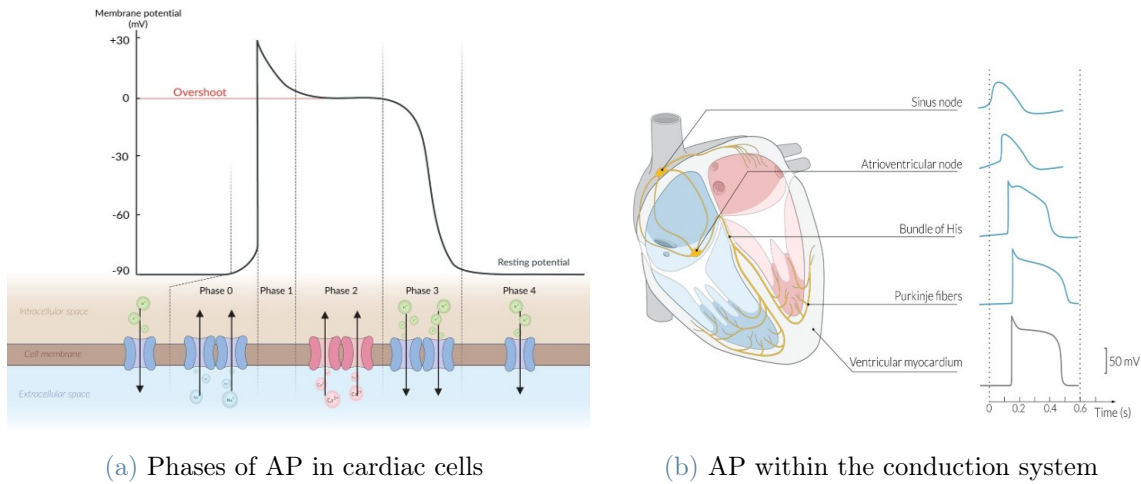 Membrane potential
(mV)
+30
0
-30
-60
-90
Overshoot
Resting potential
Phase 0
Phase 1
Phase 2
Phase 3
Phase 4
Intracellular space
Cell membrane
Extracellular space
Ca²⁺
(a) Phases of AP in cardiac cells
Sinus node
Atrioventricular node
Bundle of His
Purkinje fibers
Ventricular myocardium
50 mV
0
0.2
0.4
0.6
Time (s)
(b) AP within the conduction system